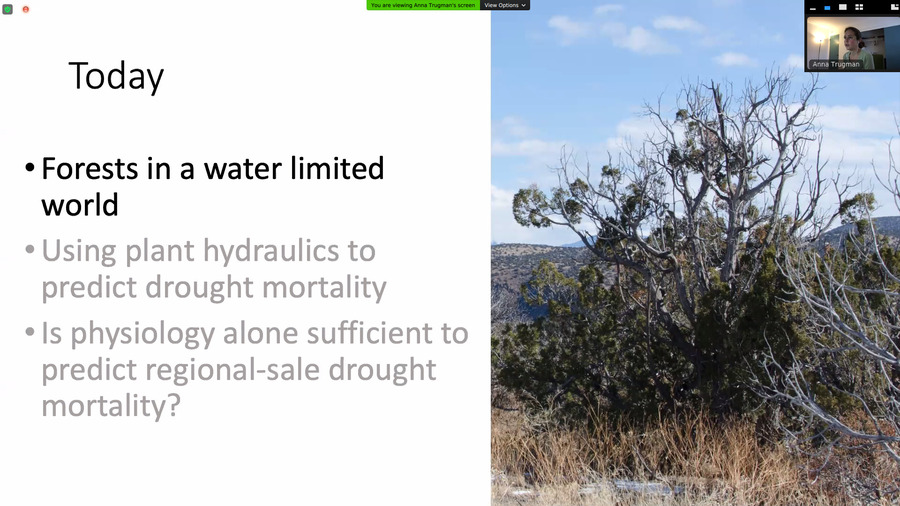 You are viewing Anna Trugman's screen
View Options
Anna Trugman
Today
• Forests in a water limited
world
• Using plant hydraulics to
predict drought mortality
• Is physiology alone sufficient to
predict regional-sale drought
mortality?